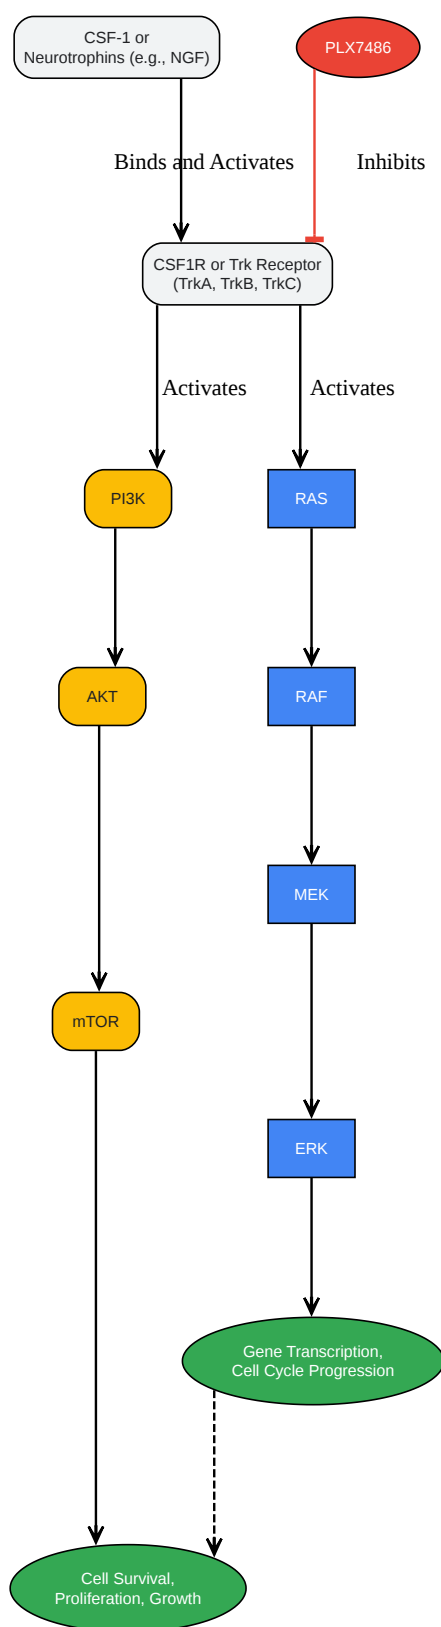 CSF-1 or
Neurotrophins (e.g., NGF)
PLX7486
Binds and Activates
Inhibits
CSF1R or Trk Receptor
(TrkA, TrkB, TrkC)
Activates
Activates
PI3K
RAS
AKT
RAF
MEK
mTOR
ERK
Gene Transcription,
Cell Cycle Progression
Cell Survival,
Proliferation, Growth